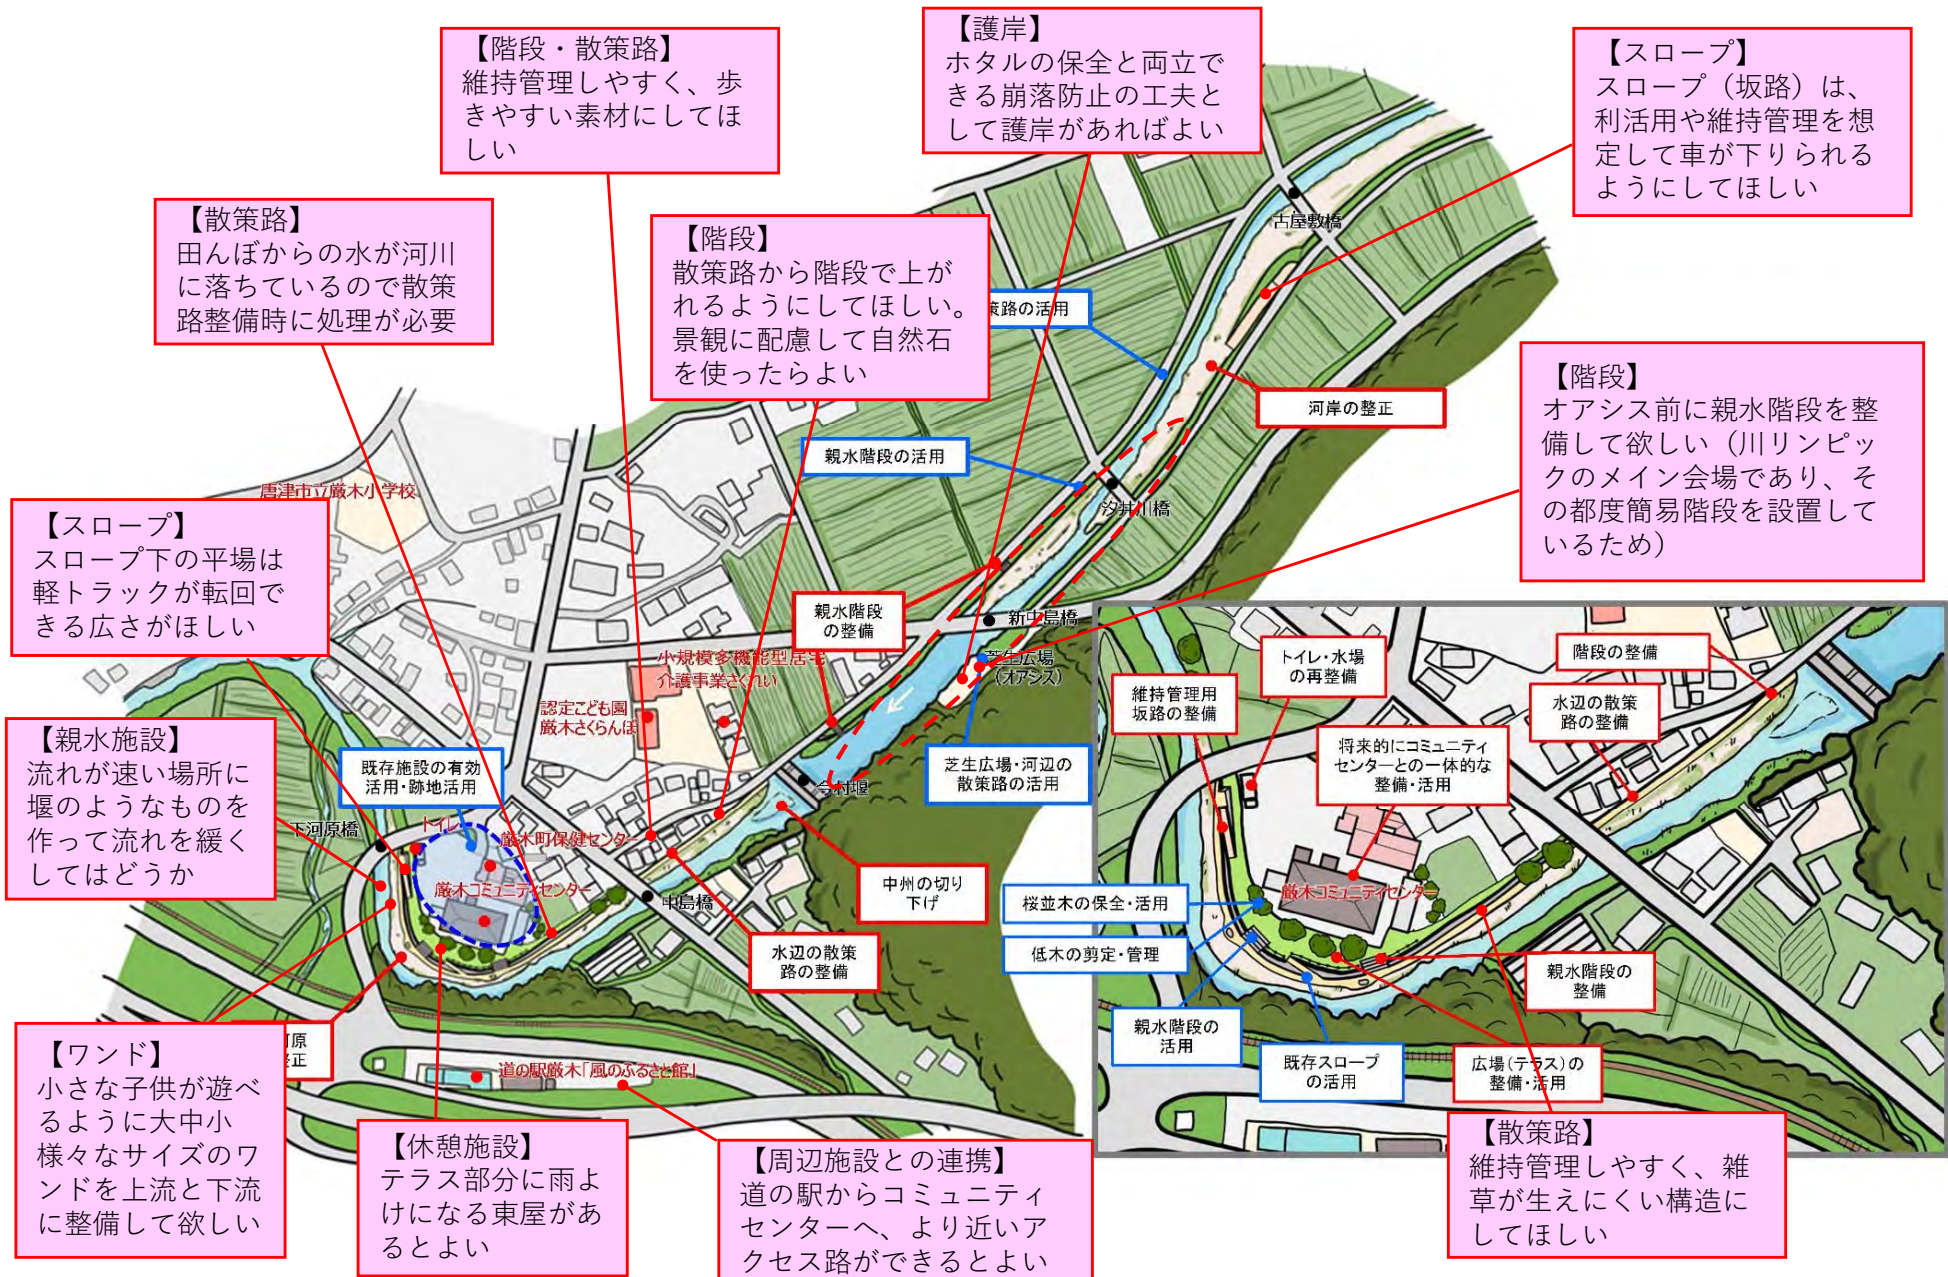 【階段・散策路】
維持管理しやすく、歩
きやすい素材にしてほ
しい
【護岸】
ホタルの保全と両立で
きる崩落防止の工夫と
して護岸があればよい
【スロープ】
スロープ（坂路）は、
利活用や維持管理を想
定して車が下りられる
ようにしてほしい
【散策路】
田んぼからの水が河川
に落ちているので散策
路整備時に処理が必要
【階段】
散策路から階段で上が
れるようにしてほしい。
景観に配慮して自然石
を使ったらよい
古屋敷橋
策路の活用
河岸の整正
【階段】
オアシス前に親水階段を整
備して欲しい（川リンピッ
クのメイン会場であり、そ
の都度簡易階段を設置して
いるため）
親水階段の活用
汐井川橋
唐津市立厳木小学校
【スロープ】
スロープ下の平場は
軽トラックが転回で
きる広さがほしい
親水階段
の整備
新中島橋
芝生広場
（オアシス）
小規模多機能型居宅
介護事業さくれい
認定こども園
厳木さくらんぼ
芝生広場・河辺の
散策路の活用
今村堰
【親水施設】
流れが速い場所に
堰のようなものを
作って流れを緩く
してはどうか
既存施設の有効
活用・跡地活用
下河原橋
トイレ
厳木町保健センター
厳木コミュニティセンター
中島橋
中州の切り
下げ
水辺の散策
路の整備
【ワンド】
小さな子供が遊べ
るように大中小
様々なサイズのワ
ンドを上流と下流
に整備して欲しい
原
正
道の駅厳木「風のふるさと館」
【休憩施設】
テラス部分に雨よ
けになる東屋があ
るとよい
【周辺施設との連携】
道の駅からコミュニティ
センターへ、より近いア
クセス路ができるとよい
トイレ・水場
の再整備
階段の整備
維持管理用
坂路の整備
水辺の散策
路の整備
将来的にコミュニティ
センターとの一体的な
整備・活用
厳木コミュニティセンター
桜並木の保全・活用
低木の剪定・管理
親水階段の
活用
既存スロープ
の活用
親水階段の
整備
広場（テラス）の
整備・活用
【散策路】
維持管理しやすく、雑
草が生えにくい構造に
してほしい